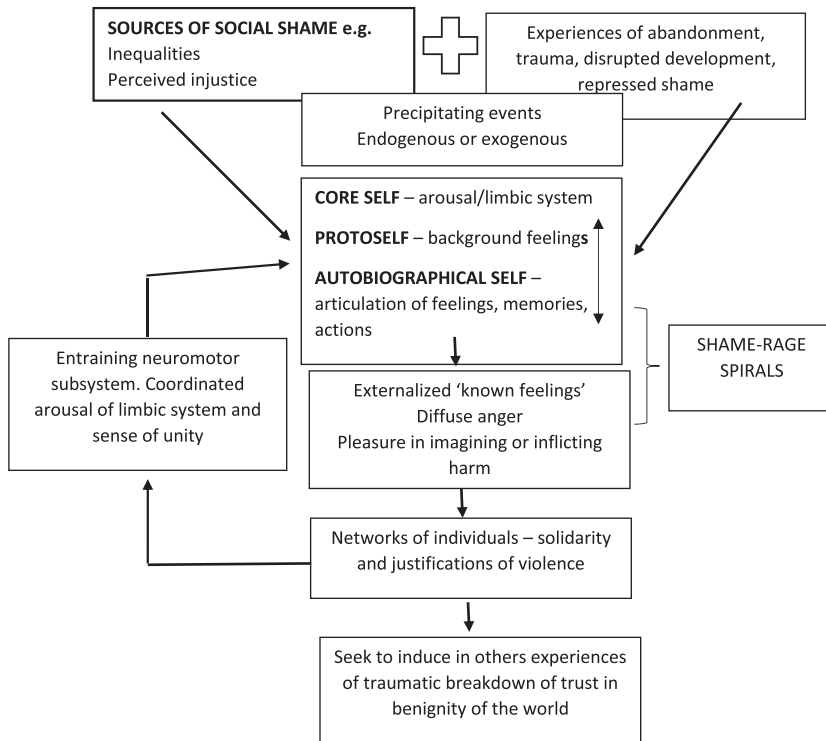 SOURCES OF SOCIAL SHAME e.g.
Inequalities
Perceived injustice
Experiences of abandonment,
trauma, disrupted development,
repressed shame
Precipitating events
Endogenous or exogenous
CORE SELF – arousal/limbic system
PROTOSELF – background feelings
AUTOBIOGRAPHICAL SELF –
articulation of feelings, memories,
actions
SHAME-RAGE
SPIRALS
Entraining neuromotor
subsystem. Coordinated
arousal of limbic system and
sense of unity
Externalized ‘known feelings’
Diffuse anger
Pleasure in imagining or inflicting
harm
Networks of individuals – solidarity
and justifications of violence
Seek to induce in others experiences
of traumatic breakdown of trust in
benignity of the world